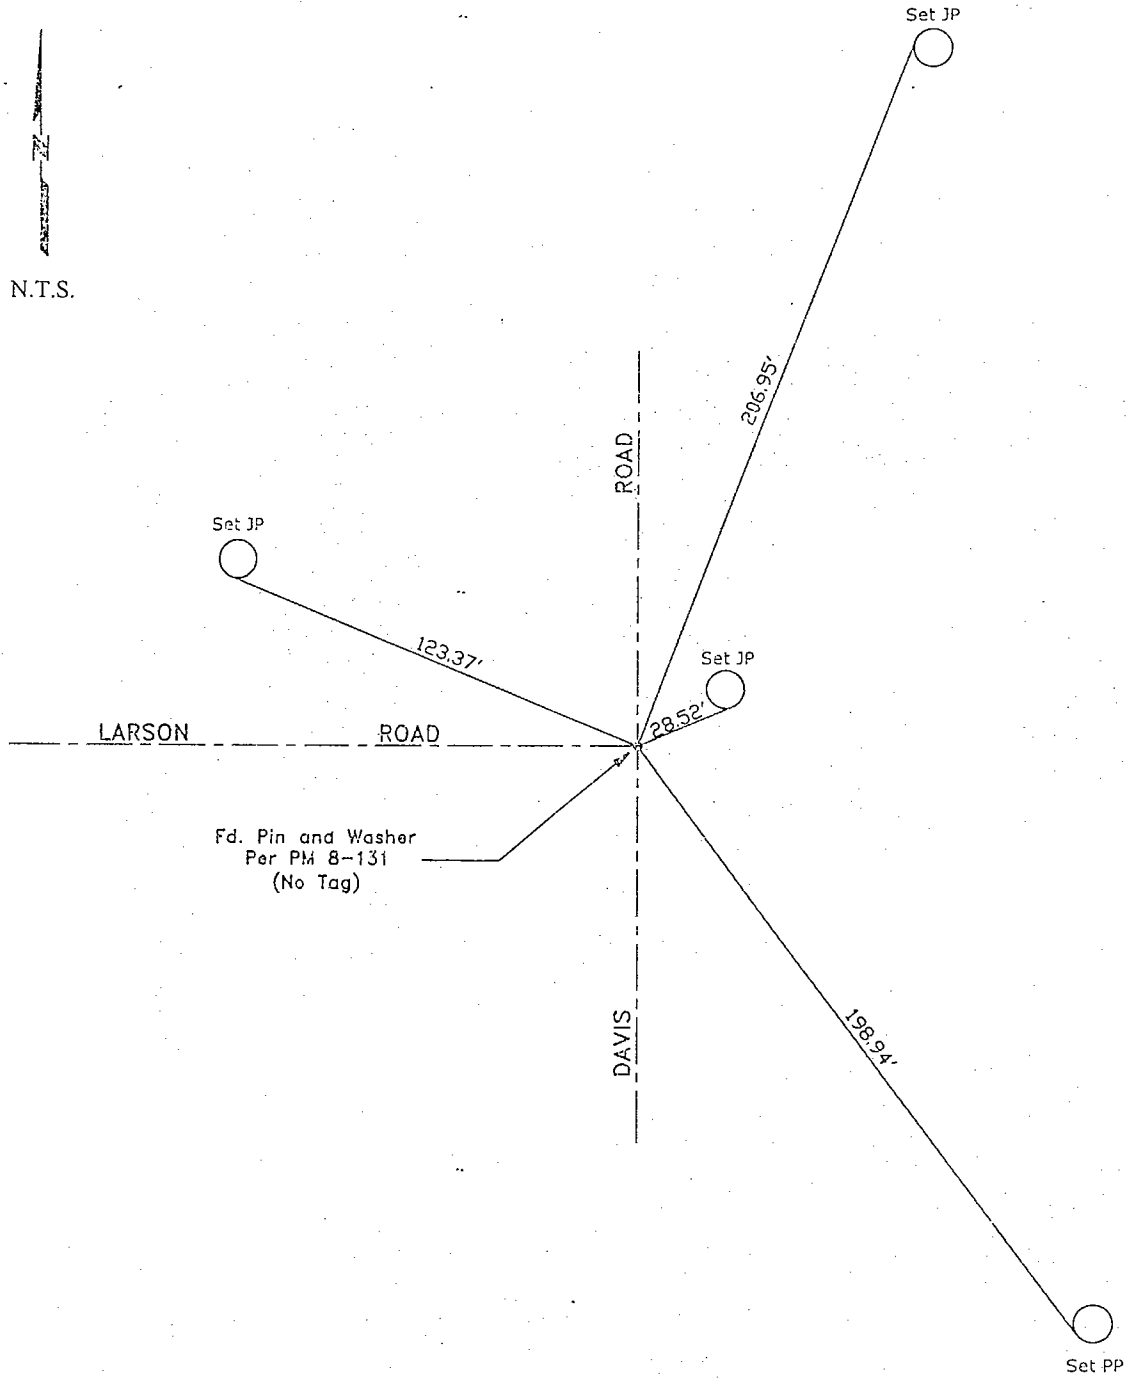 Set JP
N
N.T.S.
206.95'
ROAD
Set JP
123.37'
Set JP
28.52'
LARSON ROAD
Fd. Pin and Washer
Per PM 8-131
(No Tag)
DAVIS
198.94'
Set PP